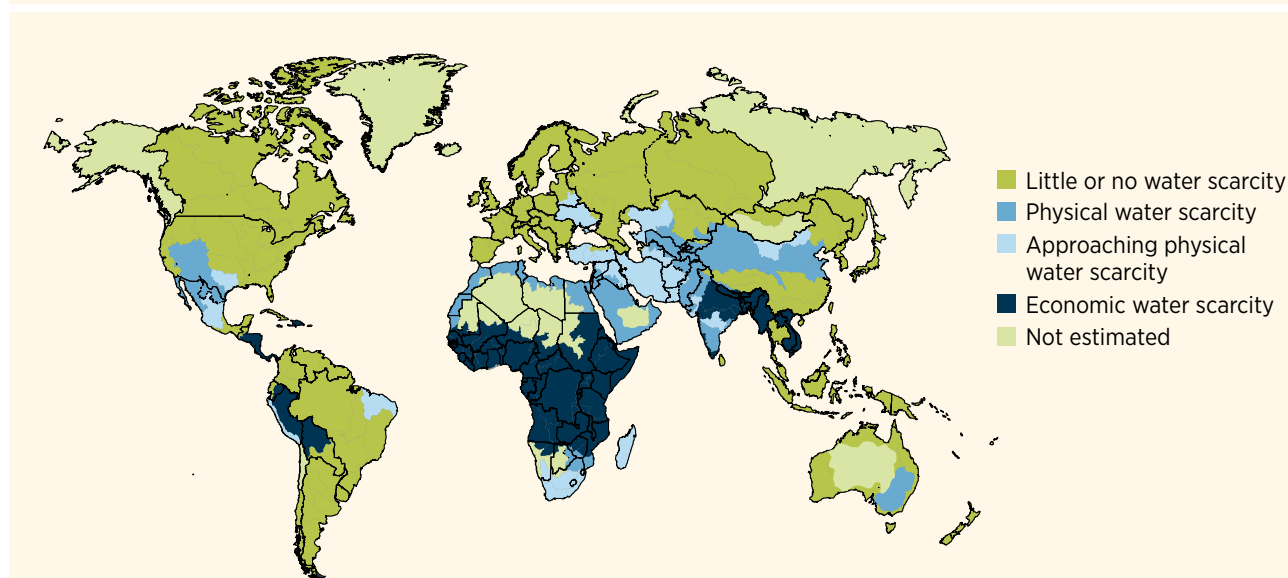 Little or no water scarcity
Physical water scarcity
Approaching physical
water scarcity
Economic water scarcity
Not estimated